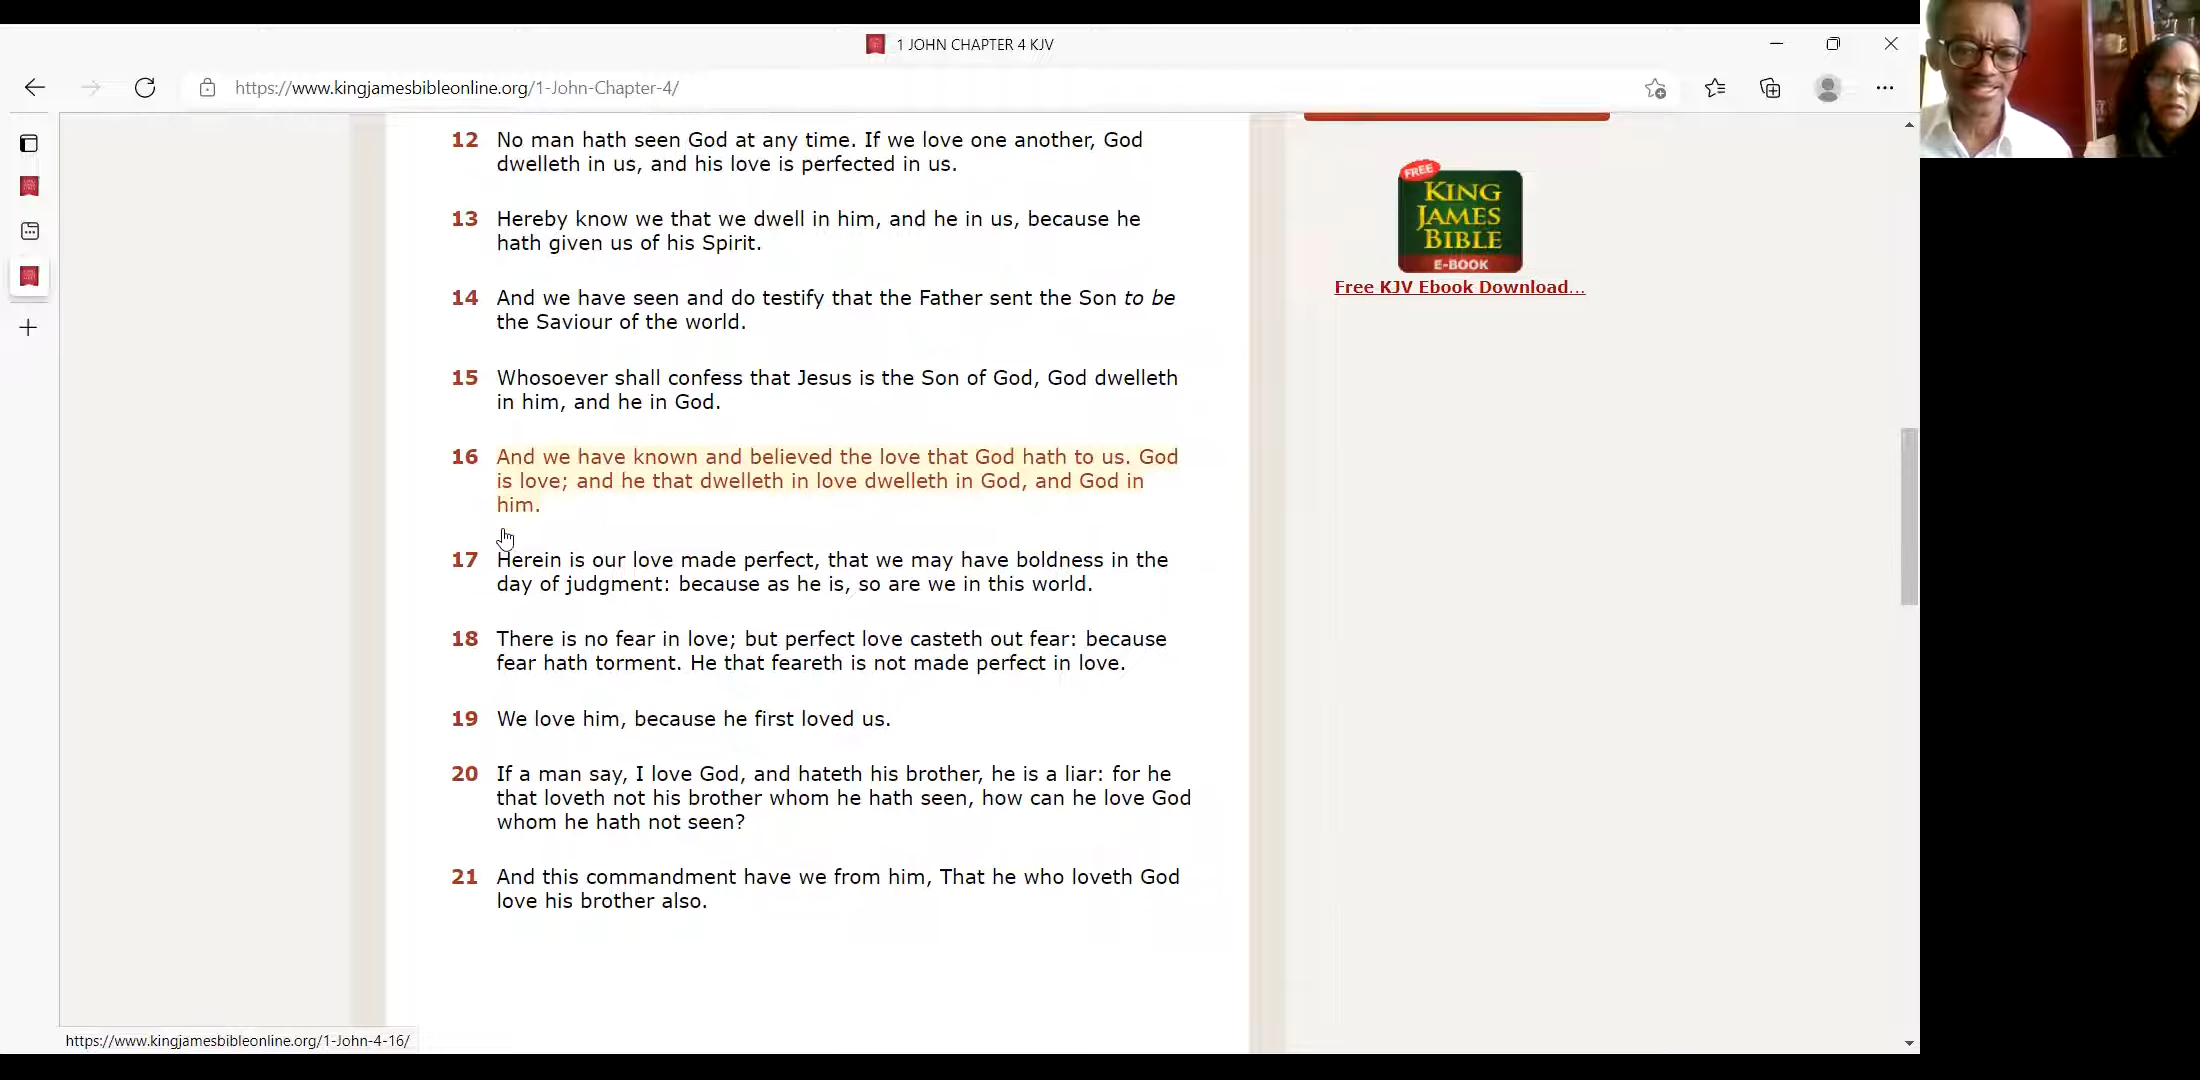 1 JOHN CHAPTER 4 KJV
https://www.kingjamesbibleonline.org/1-John-Chapter-4/
12 No man hath seen God at any time. If we love one another, God
dwelleth in us, and his love is perfected in us.
13 Hereby know we that we dwell in him, and he in us, because he
hath given us of his Spirit.
14 And we have seen and do testify that the Father sent the Son to be
the Saviour of the world.
15 Whosoever shall confess that Jesus is the Son of God, God dwelleth
in him, and he in God.
16 And we have known and believed the love that God hath to us. God
is love; and he that dwelleth in love dwelleth in God, and God in
him.
17 Herein is our love made perfect, that we may have boldness in the
day of judgment: because as he is, so are we in this world.
18 There is no fear in love; but perfect love casteth out fear: because
fear hath torment. He that feareth is not made perfect in love.
19 We love him, because he first loved us.
20 If a man say, I love God, and hateth his brother, he is a liar: for he
that loveth not his brother whom he hath seen, how can he love God
whom he hath not seen?
21 And this commandment have we from him, That he who loveth God
love his brother also.
FREE
KING
JAMES
BIBLE
E-BOOK
Free KJV Ebook Download...
https://www.kingjamesbibleonline.org/1-John-4-16/